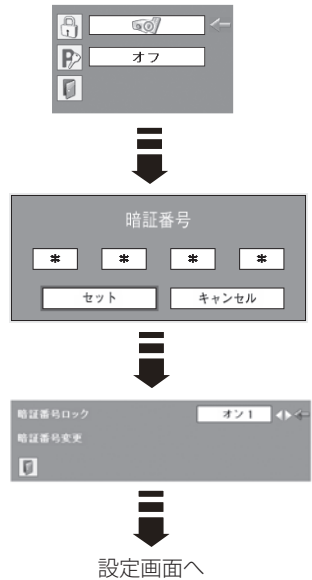 オフ
暗証番号
* * * *
セット キャンセル
暗証番号ロック オン1
暗証番号変更
設定画面へ